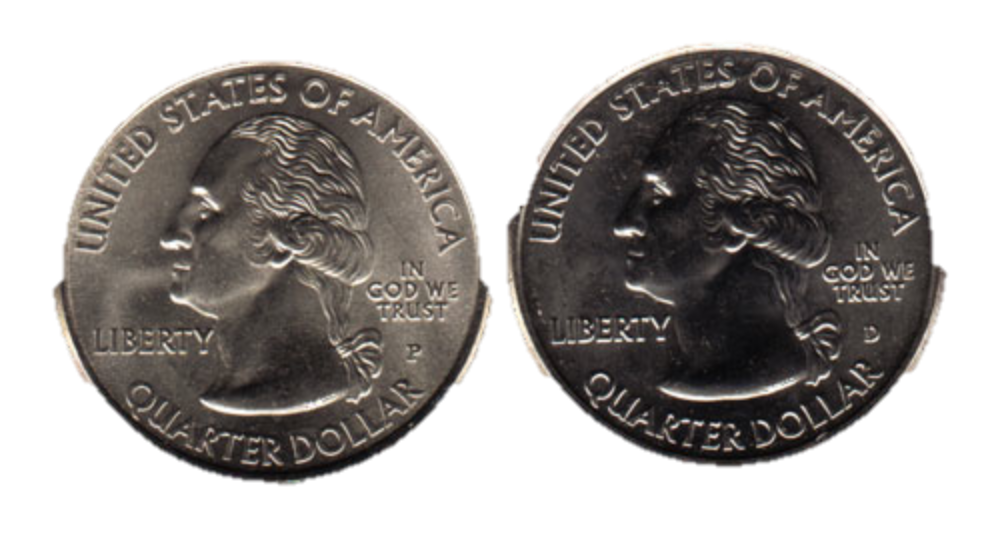 UNITED STATES OF AMERICA
IN
GOD WE
TRUST
LIBERTY
P
QUARTER DOLLAR
UNITED STATES OF AMERICA
IN
GOD WE
TRUST
LIBERTY
D
QUARTER DOLLAR